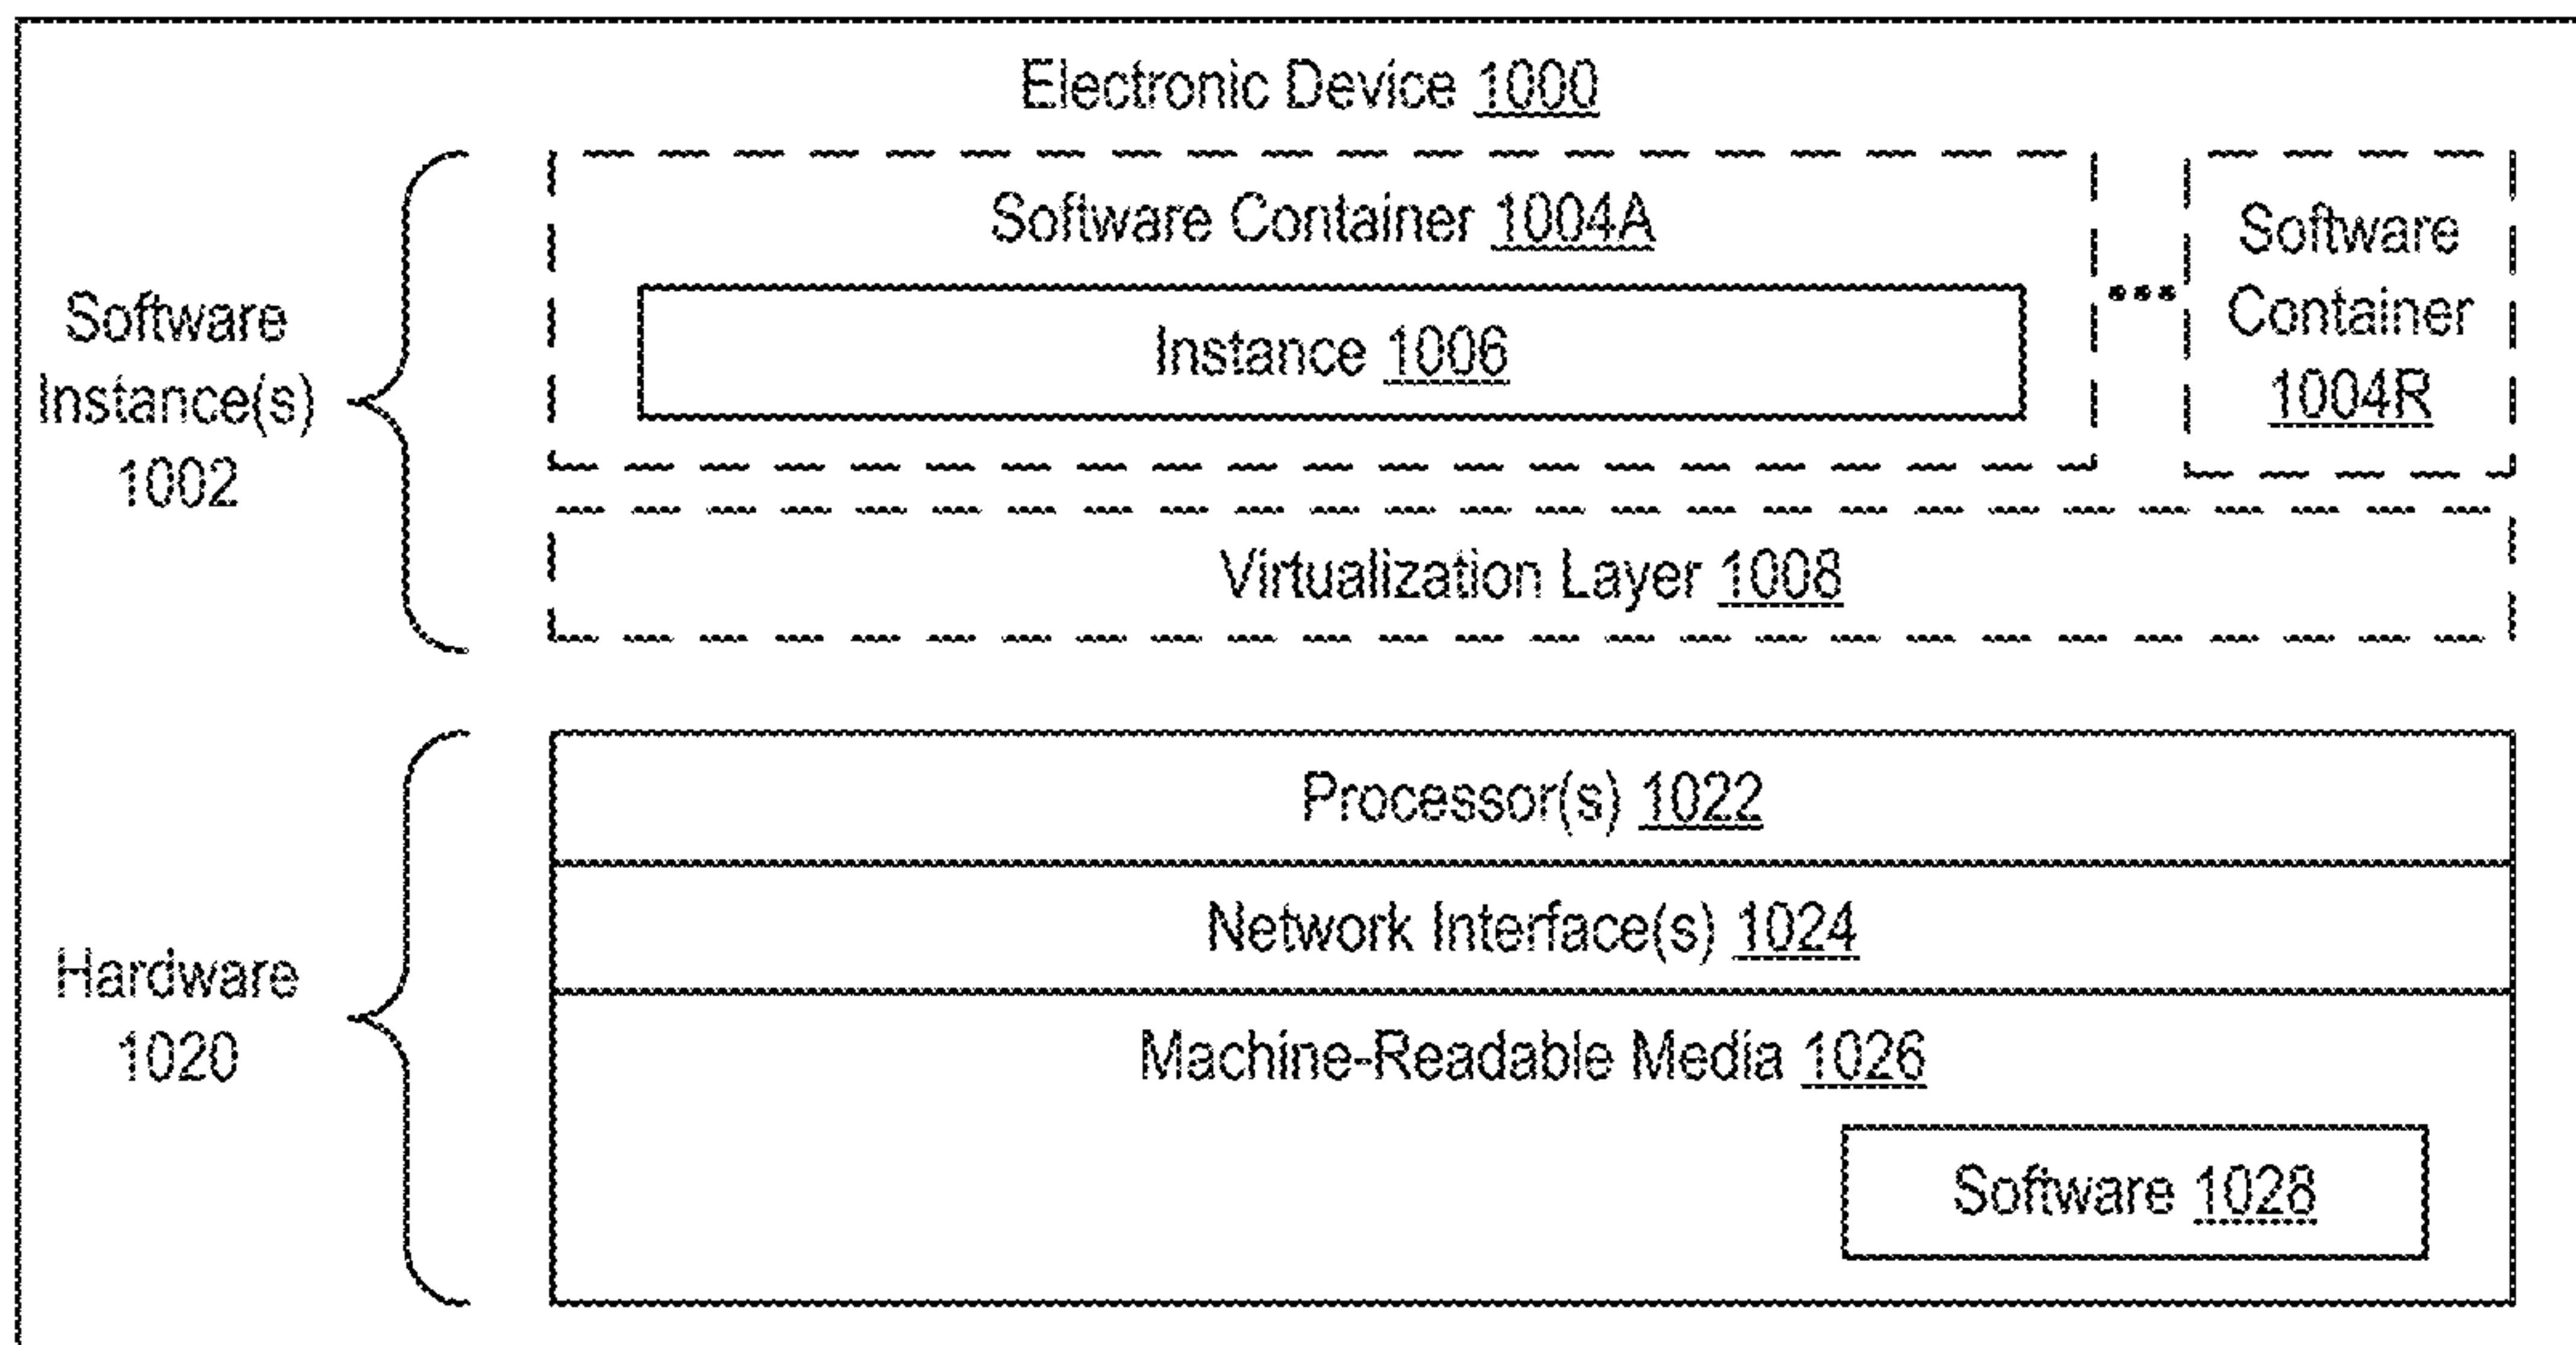 Electronic Device 1000
Software
Instance(s)
1002
Software Container 1004A
Instance 1006
...
Software
Container
1004R
Virtualization Layer 1008
Hardware
1020
Processor(s) 1022
Network Interface(s) 1024
Machine-Readable Media 1026
Software 1028